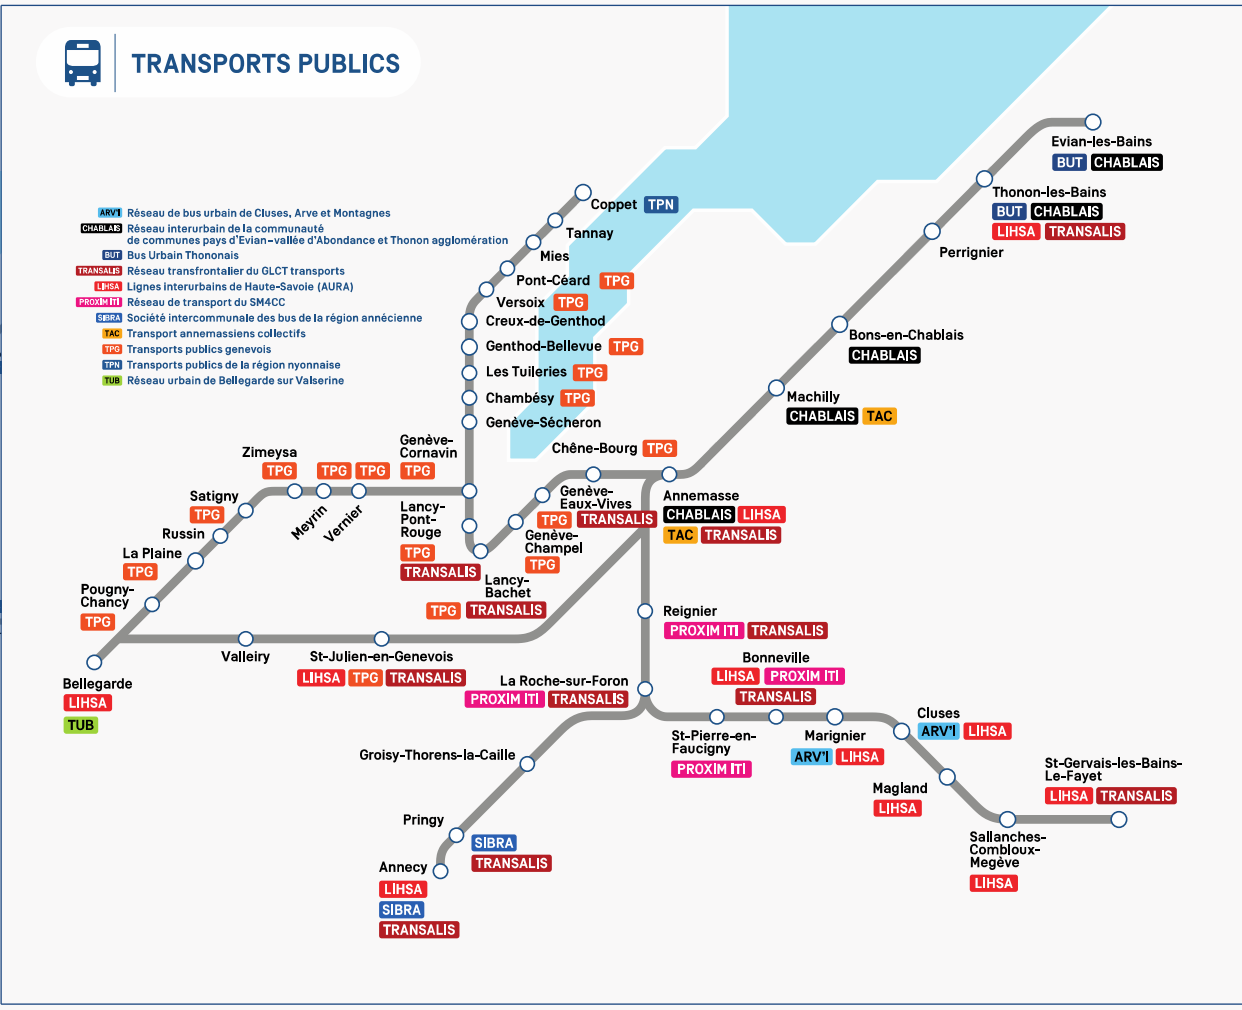 TRANSPORTS PUBLICS
ARV'I Réseau de bus urbain de Cluses, Arve et Montagnes
CHABLAIS Réseau interurbain de la communauté
de communes pays d'Evian-vallée d'Abondance et Thonon agglomération
BUT Bus Urbain Thononais
TRANSALIS Réseau transfrontalier du GLCT transports
LIHSA Lignes interurbains de Haute-Savoie (AURA)
PROXIM ITI Réseau de transport du SM4CC
SIBRA Société intercommunale des bus de la région annécienne
TAC Transport annemassiens collectifs
TPG Transports publics genevois
TPN Transports publics de la région nyonnaise
TUB Réseau urbain de Bellegarde sur Valserine
Evian-les-Bains
BUT CHABLAIS
Thonon-les-Bains
BUT CHABLAIS
LIHSA TRANSALIS
Perrignier
Bons-en-Chablais
CHABLAIS
Machilly
CHABLAIS TAC
Coppet TPN
Tannay
Mies
Pont-Céard TPG
Versoix TPG
Creux-de-Genthod
Genthod-Bellevue TPG
Les Tuileries TPG
Chambésy TPG
Genève-Sécheron
Genève-
Cornavin
TPG
Chêne-Bourg TPG
Zimeysa
TPG
TPG
TPG
Meyrin
Vernier
Satigny
TPG
Russin
La Plaine
TPG
Pougny-
Chancy
TPG
Lancy-
Pont-
Rouge
TPG
TRANSALIS
Lancy-
Bachet
TPG TRANSALIS
Genève-
Champel
TPG
Genève-
Eaux-Vives
TPG TRANSALIS
Annemasse
CHABLAIS LIHSA
TAC TRANSALIS
Bellegarde
LIHSA
TUB
Valleiry
St-Julien-en-Genevois
LIHSA TPG TRANSALIS
Reignier
PROXIM ITI TRANSALIS
La Roche-sur-Foron
PROXIM ITI TRANSALIS
Bonneville
LIHSA PROXIM ITI
TRANSALIS
St-Pierre-en-
Faucigny
PROXIM ITI
Marignier
ARV'I LIHSA
Cluses
ARV'I LIHSA
Magland
LIHSA
St-Gervais-les-Bains-
Le-Fayet
LIHSA TRANSALIS
Sallanches-
Combloux-
Megève
LIHSA
Groisy-Thorens-la-Caille
Pringy
SIBRA
TRANSALIS
Annecy
LIHSA
SIBRA
TRANSALIS